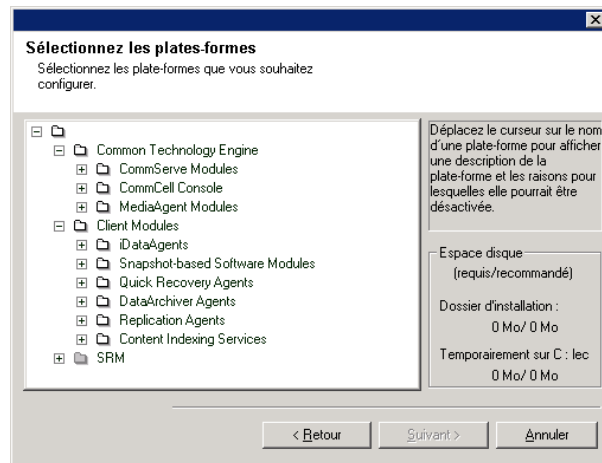 Sélectionnez les plates-formes
Sélectionnez les plate-formes que vous souhaitez
configurer.
Common Technology Engine
CommServe Modules
CommCell Console
MediaAgent Modules
Client Modules
iDataAgents
Snapshot-based Software Modules
Quick Recovery Agents
DataArchiver Agents
Replication Agents
Content Indexing Services
SRM
Déplacez le curseur sur le nom
d'une plate-forme pour afficher
une description de la
plate-forme et les raisons pour
lesquelles elle pourrait être
désactivée.
Espace disque
(requis/recommandé)
Dossier d'installation :
0 Mo/ 0 Mo
Temporairement sur C : lec
0 Mo/ 0 Mo
< Retour
Suivant >
Annuler